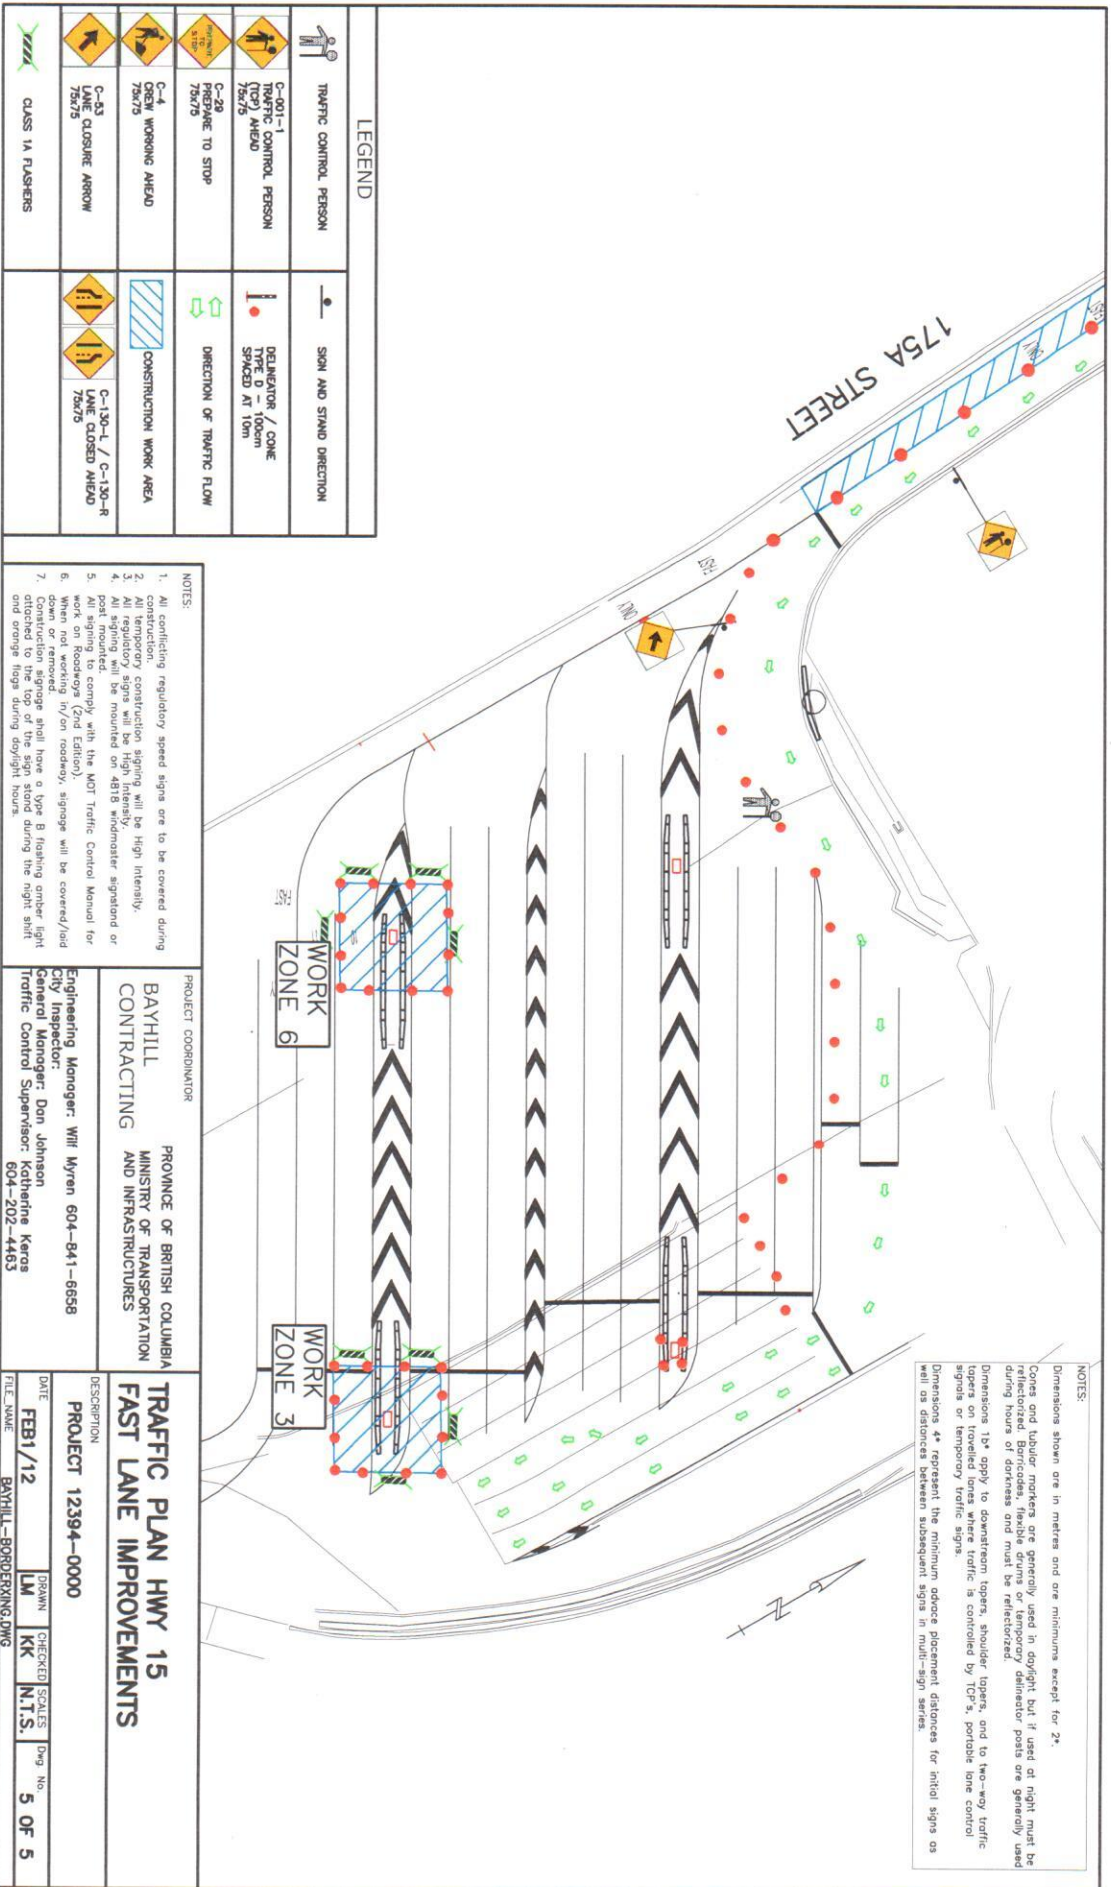 LEGEND
TRAFFIC CONTROL PERSON
SIGN AND STAND DIRECTION
C-001-1
TRAFFIC CONTROL PERSON
(TCP) AHEAD
75x75
DELINEATOR / CONE
TYPE D - 100cm
SPACED AT 10m
PREPARE
TO
STOP
C-29
PREPARE TO STOP
75x75
DIRECTION OF TRAFFIC FLOW
C-4
CREW WORKING AHEAD
75x75
CONSTRUCTION WORK AREA
C-53
LANE CLOSURE ARROW
75x75
C-130-L / C-130-R
LANE CLOSED AHEAD
75x75
CLASS 1A FLASHERS
175A STREET
FAST
ONLY
FAST
ONLY
FAST
WORK
ZONE 6
WORK
ZONE 3
N
NOTES:
Dimensions shown are in metres and are minimums except for 2*.
Cones and tubular markers are generally used in daylight but if used at night must be
reflectorized. Barricades, flexible drums or temporary delineator posts are generally used
during hours of darkness and must be reflectorized.
Dimensions 1b* apply to downstream tapers, shoulder tapers, and to two-way traffic
tapers on travelled lanes where traffic is controlled by TCP's, portable lane control
signals or temporary traffic signs.
Dimensions 4* represent the minimum advace placement distances for initial signs as
well as distances between subsequent signs in multi-sign series.
NOTES:
1. All conflicting regulatory speed signs are to be covered during
construction.
2. All temporary construction signing will be High Intensity.
3. All regulatory signs will be High Intensity.
4. All signing will be mounted on 4818 windmaster signstand or
post mounted.
5. All signing to comply with the MOT Traffic Control Manual for
work on Roadways (2nd Edition).
6. When not working in/on roadway, signage will be covered/laid
down or removed.
7. Construction signage shall have a type B flashing amber light
attached to the top of the sign stand during the night shift
and orange flags during daylight hours.
PROJECT COORDINATOR
BAYHILL
CONTRACTING
PROVINCE OF BRITISH COLUMBIA
MINISTRY OF TRANSPORTATION
AND INFRASTRUCTURES
Engineering Manager: Wilf Myren 604-841-6658
City Inspector:
General Manager: Dan Johnson
Traffic Control Supervisor: Katherine Keras
604-202-4463
TRAFFIC PLAN HWY 15
FAST LANE IMPROVEMENTS
DESCRIPTION
PROJECT 12394-0000
DATE
FEB1/12
DRAWN
LM
CHECKED
KK
SCALES
N.T.S.
Dwg No.
5 OF 5
FILE_NAME
BAYHILL-BORDERXING.DWG